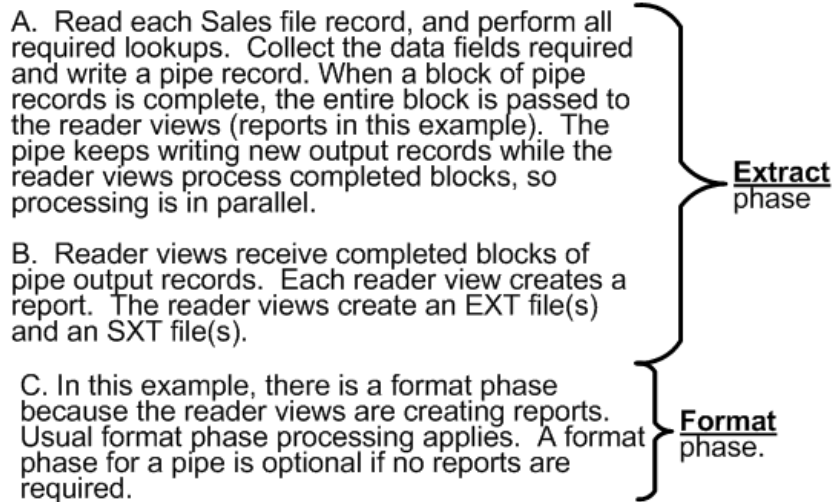 A.  Read each Sales file record, and perform all
required lookups.  Collect the data fields required
and write a pipe record. When a block of pipe
records is complete, the entire block is passed to
the reader views (reports in this example).  The
pipe keeps writing new output records while the
reader views process completed blocks, so
processing is in parallel.
Extract
phase
B.  Reader views receive completed blocks of
pipe output records.  Each reader view creates a
report.  The reader views create an EXT file(s)
and an SXT file(s).
C. In this example, there is a format phase
because the reader views are creating reports.
Usual format phase processing applies.  A format
phase for a pipe is optional if no reports are
required.
Format
phase.